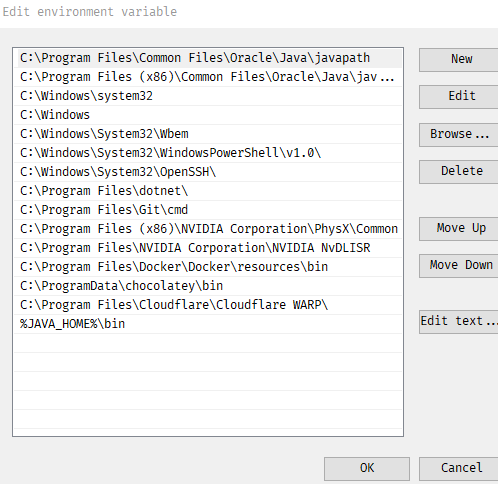 Edit environment variable
C:\Program Files\Common Files\Oracle\Java\javapath
C:\Program Files (x86)\Common Files\Oracle\Java\jav...
C:\Windows\system32
C:\Windows
C:\Windows\System32\Wbem
C:\Windows\System32\WindowsPowerShell\v1.0\
C:\Windows\System32\OpenSSH\
C:\Program Files\dotnet\
C:\Program Files\Git\cmd
C:\Program Files (x86)\NVIDIA Corporation\PhysX\Common
C:\Program Files\NVIDIA Corporation\NVIDIA NvDLISR
C:\Program Files\Docker\Docker\resources\bin
C:\ProgramData\chocolatey\bin
C:\Program Files\Cloudflare\Cloudflare WARP\
%JAVA_HOME%\bin
New
Edit
Browse...
Delete
Move Up
Move Down
Edit text...
OK
Cancel